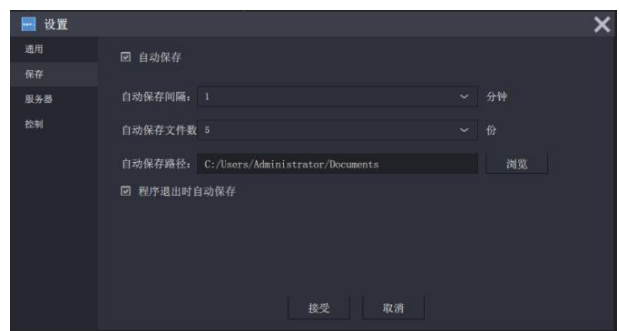 设置
通用
保存
服务器
控制
自动保存
自动保存间隔： 1 分钟
自动保存文件数 5 份
自动保存路径： C:/Users/Administrator/Documents 浏览
程序退出时自动保存
接受 取消